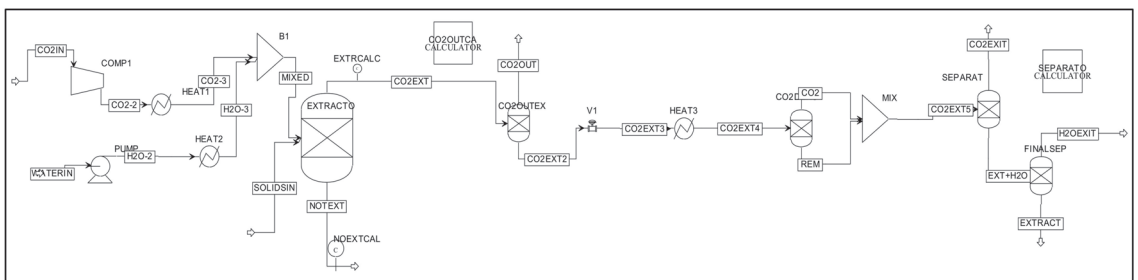 CO2IN
COMP1
CO2-2
HEAT1
CO2-3
B1
MIXED
H2O-3
HEAT2
PUMP
H2O-2
WATERIN
SOLIDSIN
EXTRACTO
NOTEXT
NOEXTCAL
C
EXTRCALC
C
CO2EXT
CO2OUTCA
CALCULATOR
CO2OUT
CO2OUTEX
CO2EXT2
V1
CO2EXT3
HEAT3
CO2EXT4
CO2
REM
MIX
CO2EXT5
SEPARAT
CO2EXIT
SEPARATO
CALCULATOR
H2OEXIT
FINALSEP
EXT+H2O
EXTRACT